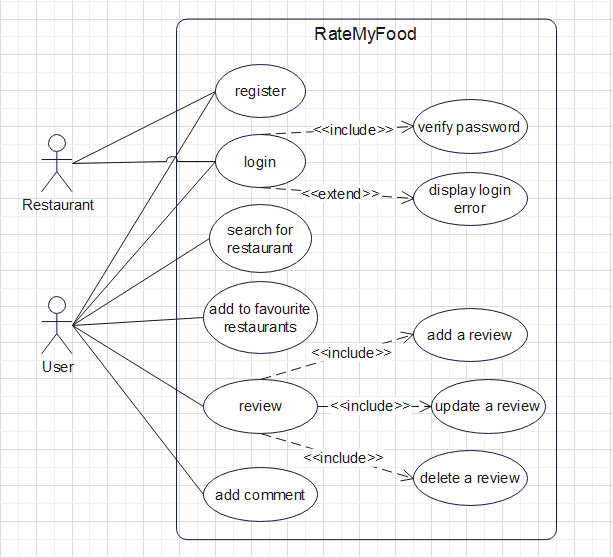 RateMyFood
register
<<include>>
verify password
login
Restaurant
<<extend>>
display login
error
search for
restaurant
add to favourite
restaurants
User
add a review
<<include>>
review
<<include>>
update a review
<<include>>
delete a review
add comment